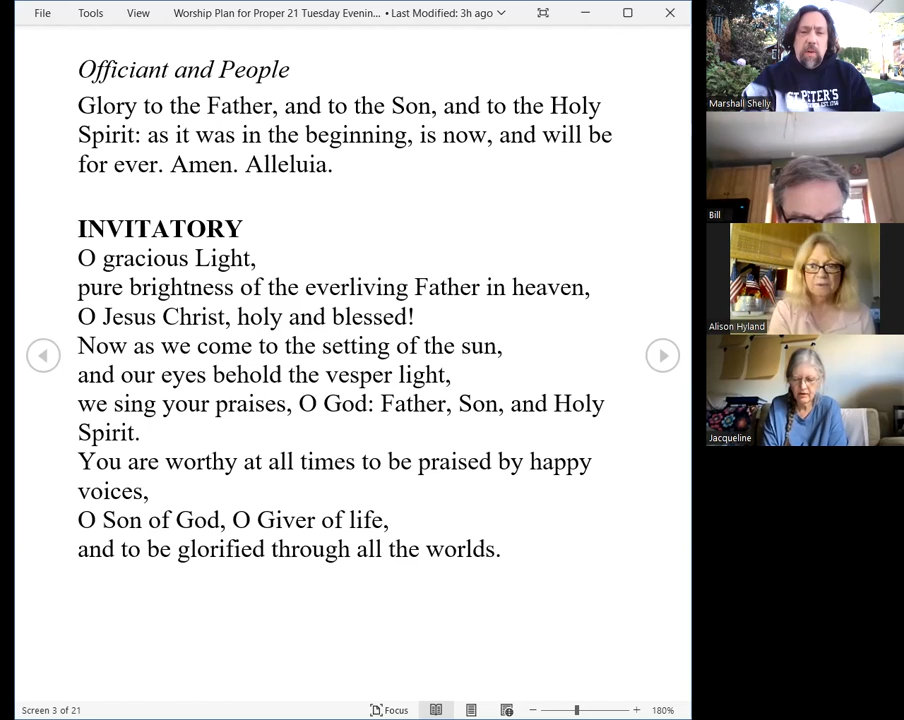 File
Tools
View
Worship Plan for Proper 21 Tuesday Evenin... • Last Modified: 3h ago
Officiant and People
Glory to the Father, and to the Son, and to the Holy
Spirit: as it was in the beginning, is now, and will be
for ever. Amen. Alleluia.
INVITATORY
O gracious Light,
pure brightness of the everliving Father in heaven,
O Jesus Christ, holy and blessed!
Now as we come to the setting of the sun,
and our eyes behold the vesper light,
we sing your praises, O God: Father, Son, and Holy
Spirit.
You are worthy at all times to be praised by happy
voices,
O Son of God, O Giver of life,
and to be glorified through all the worlds.
Screen 3 of 21
Focus
180%
Marshall Shelly
Bill
Alison Hyland
Jacqueline